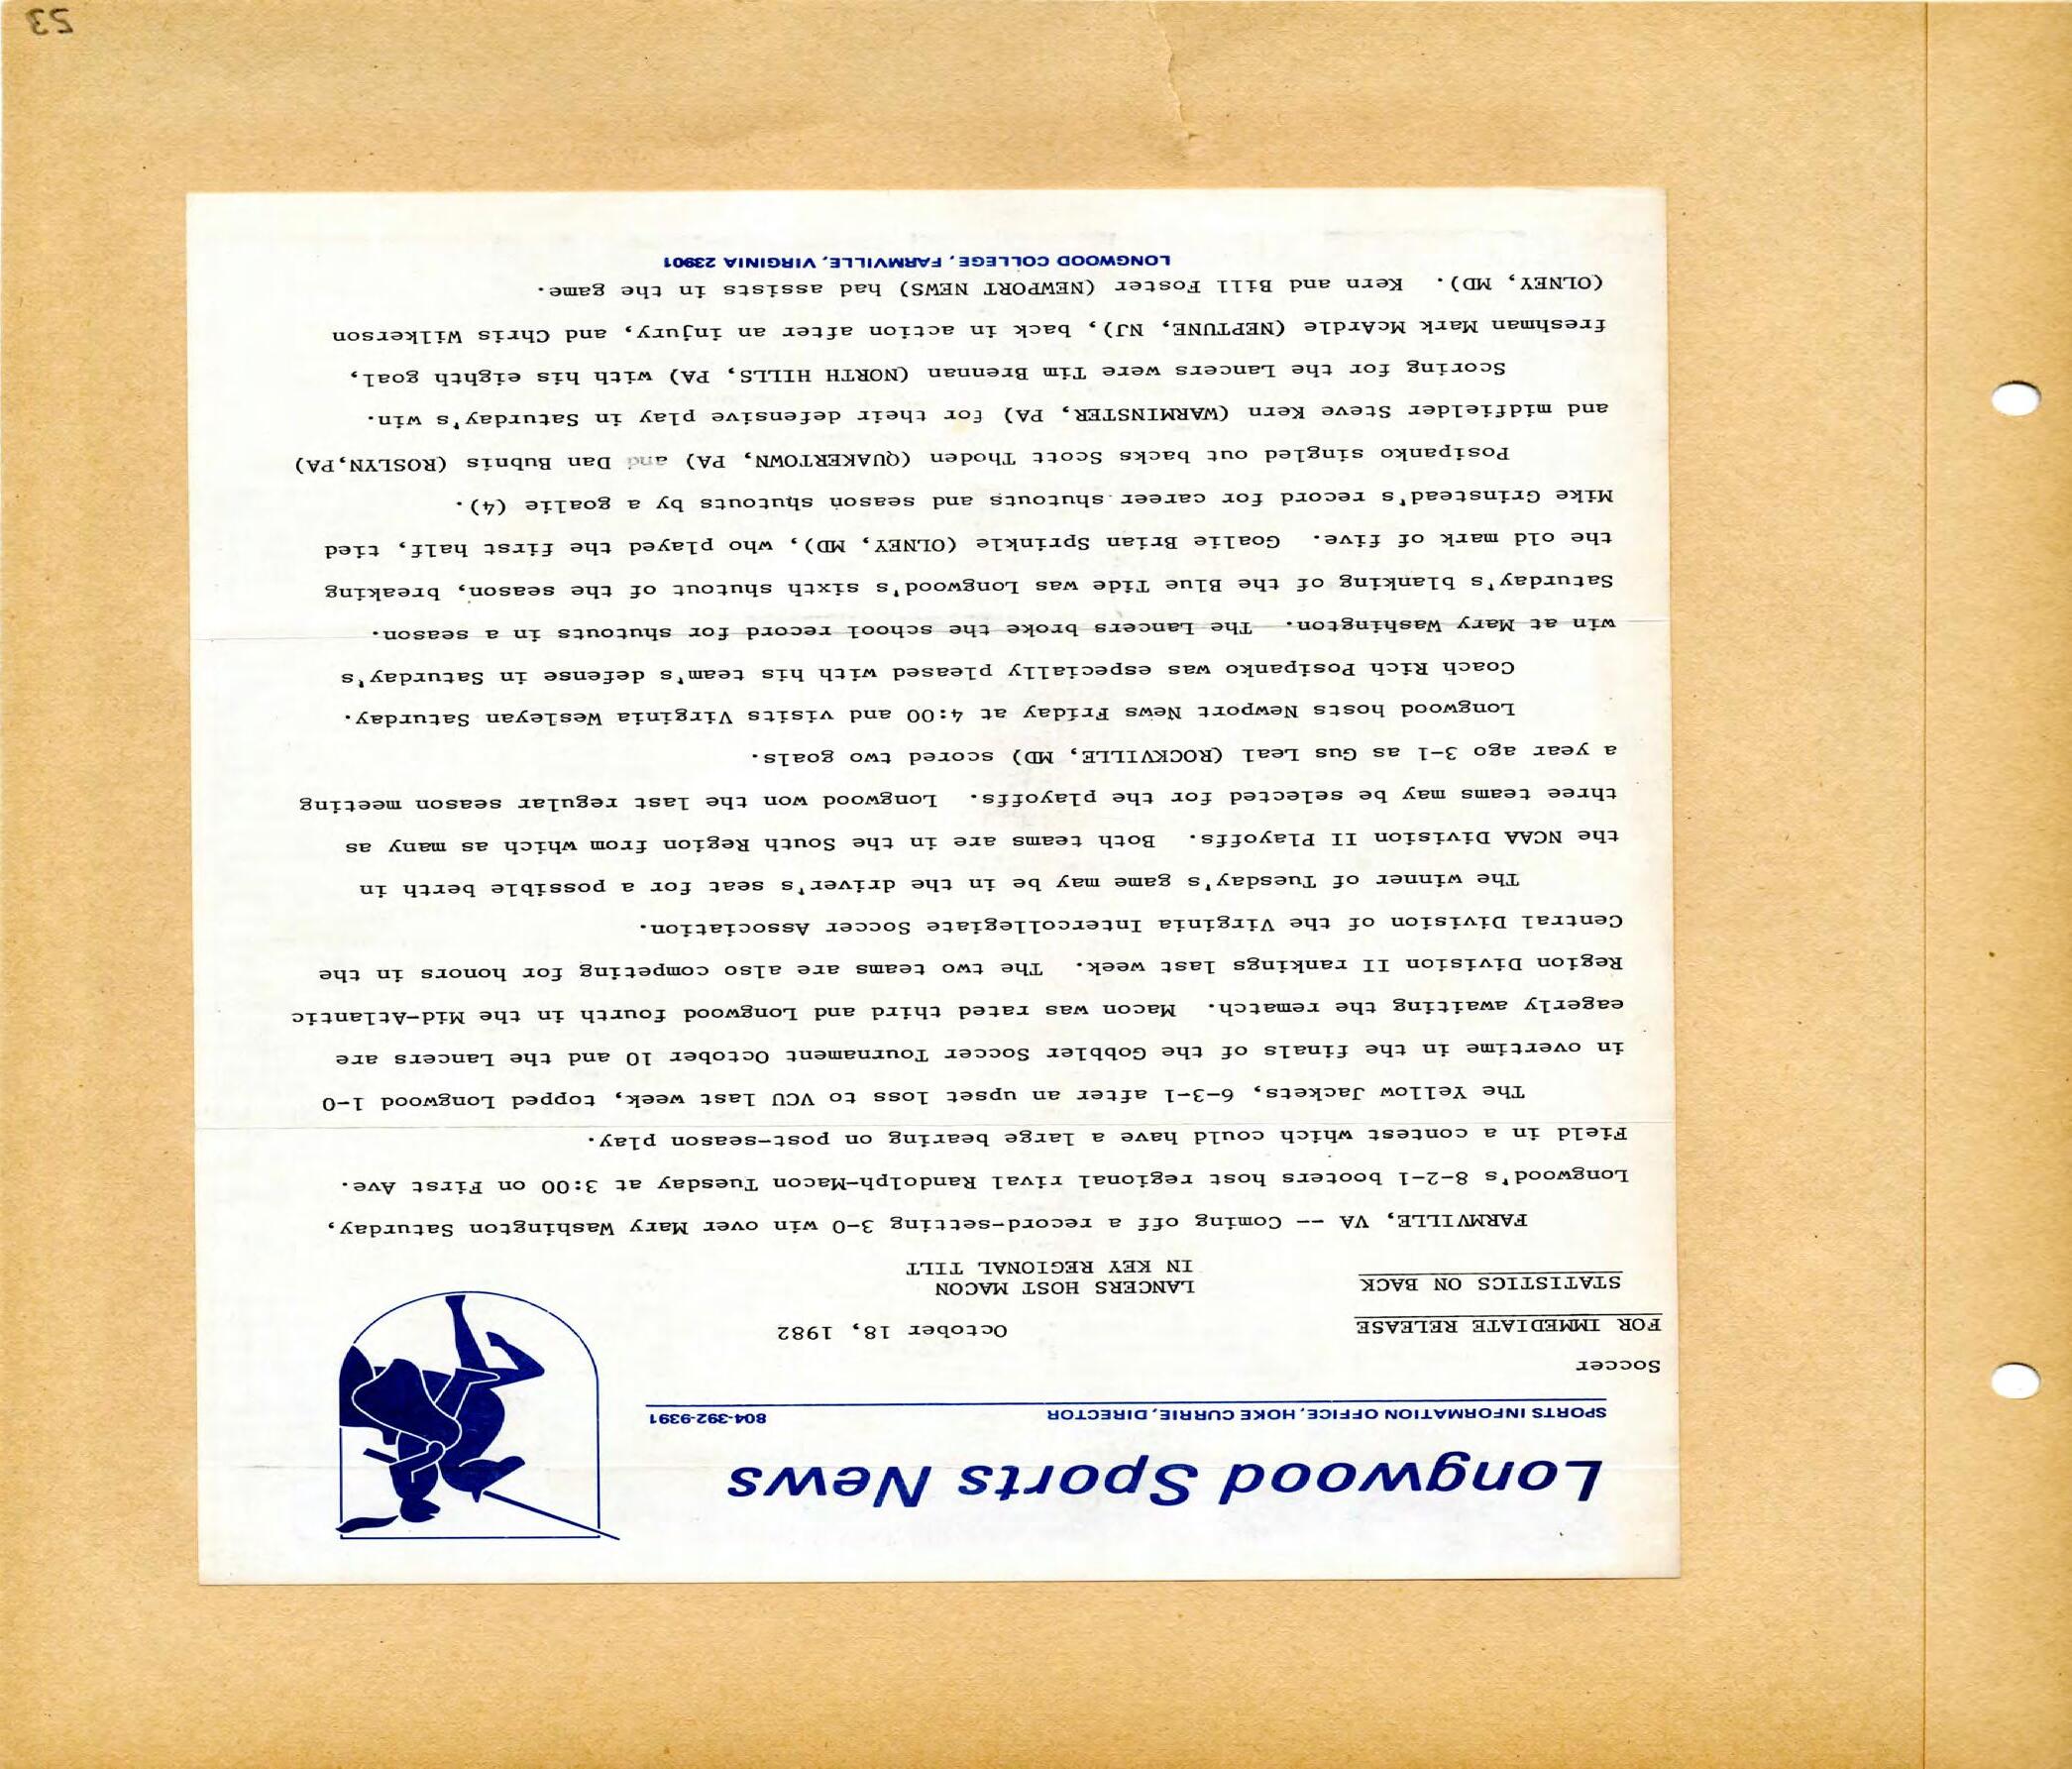 Longwood Sports News
SPORTS INFORMATION OFFICE, HOKE CURRIE, DIRECTOR 804-392-9391
Soccer
FOR IMMEDIATE RELEASE October 18, 1982
STATISTICS ON BACK
LANCERS HOST MACON
IN KEY REGIONAL TILT
FARMVILLE, VA -- Coming off a record-setting 3-0 win over Mary Washington Saturday,
Longwood's 8-2-1 booters host regional rival Randolph-Macon Tuesday at 3:00 on First Ave.
Field in a contest which could have a large bearing on post-season play.
The Yellow Jackets, 6-3-1 after an upset loss to VCU last week, topped Longwood 1-0
in overtime in the finals of the Gobbler Soccer Tournament October 10 and the Lancers are
eagerly awaiting the rematch. Macon was rated third and Longwood fourth in the Mid-Atlantic
Region Division II rankings last week. The two teams are also competing for honors in the
Central Division of the Virginia Intercollegiate Soccer Association.
The winner of Tuesday's game may be in the driver's seat for a possible berth in
the NCAA Division II Playoffs. Both teams are in the South Region from which as many as
three teams may be selected for the playoffs. Longwood won the last regular season meeting
a year ago 3-1 as Gus Leal (ROCKVILLE, MD) scored two goals.
Longwood hosts Newport News Friday at 4:00 and visits Virginia Wesleyan Saturday.
Coach Rich Posipanko was especially pleased with his team's defense in Saturday's
win at Mary Washington. The Lancers broke the school record for shutouts in a season.
Saturday's blanking of the Blue Tide was Longwood's sixth shutout of the season, breaking
the old mark of five. Goalie Brian Sprinkle (OLNEY, MD), who played the first half, tied
Mike Grinstead's record for career shutouts and season shutouts by a goalie (4).
Posipanko singled out backs Scott Thoden (QUAKERTOWN, PA) and Dan Bubnis (ROSLYN,PA)
and midfielder Steve Kern (WARMINSTER, PA) for their defensive play in Saturday's win.
Scoring for the Lancers were Tim Brennan (NORTH HILLS, PA) with his eighth goal,
freshman Mark McArdle (NEPTUNE, NJ), back in action after an injury, and Chris Wilkerson
(OLNEY, MD). Kern and Bill Foster (NEWPORT NEWS) had assists in the game.
LONGWOOD COLLEGE, FARMVILLE, VIRGINIA 23901
23